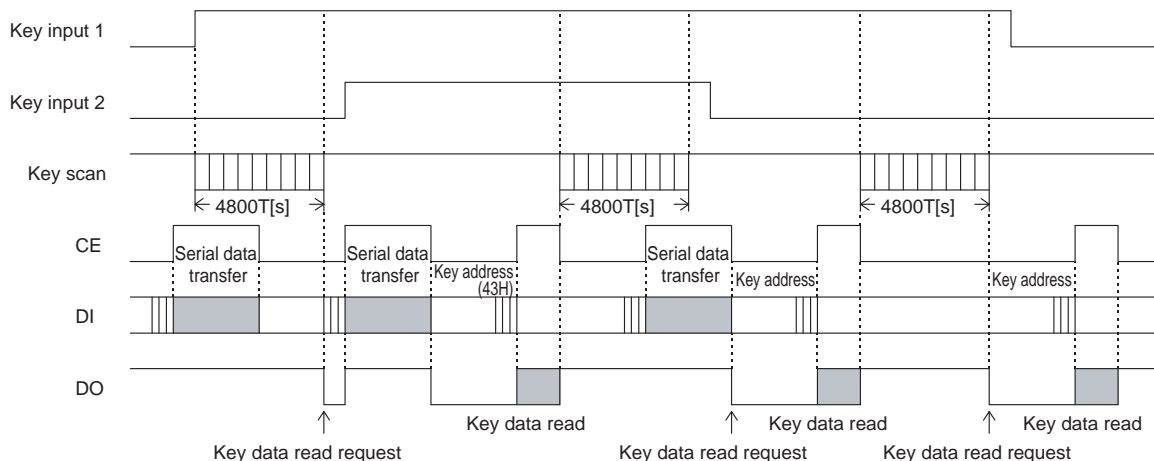 Key input 1
Key input 2
Key scan
4800T[s]
4800T[s]
4800T[s]
CE
Serial data
transfer
Serial data
transfer
Key address
(43H)
Serial data
transfer
Key address
Key address
DI
DO
Key data read
Key data read
Key data read
Key data read request
Key data read request
Key data read request